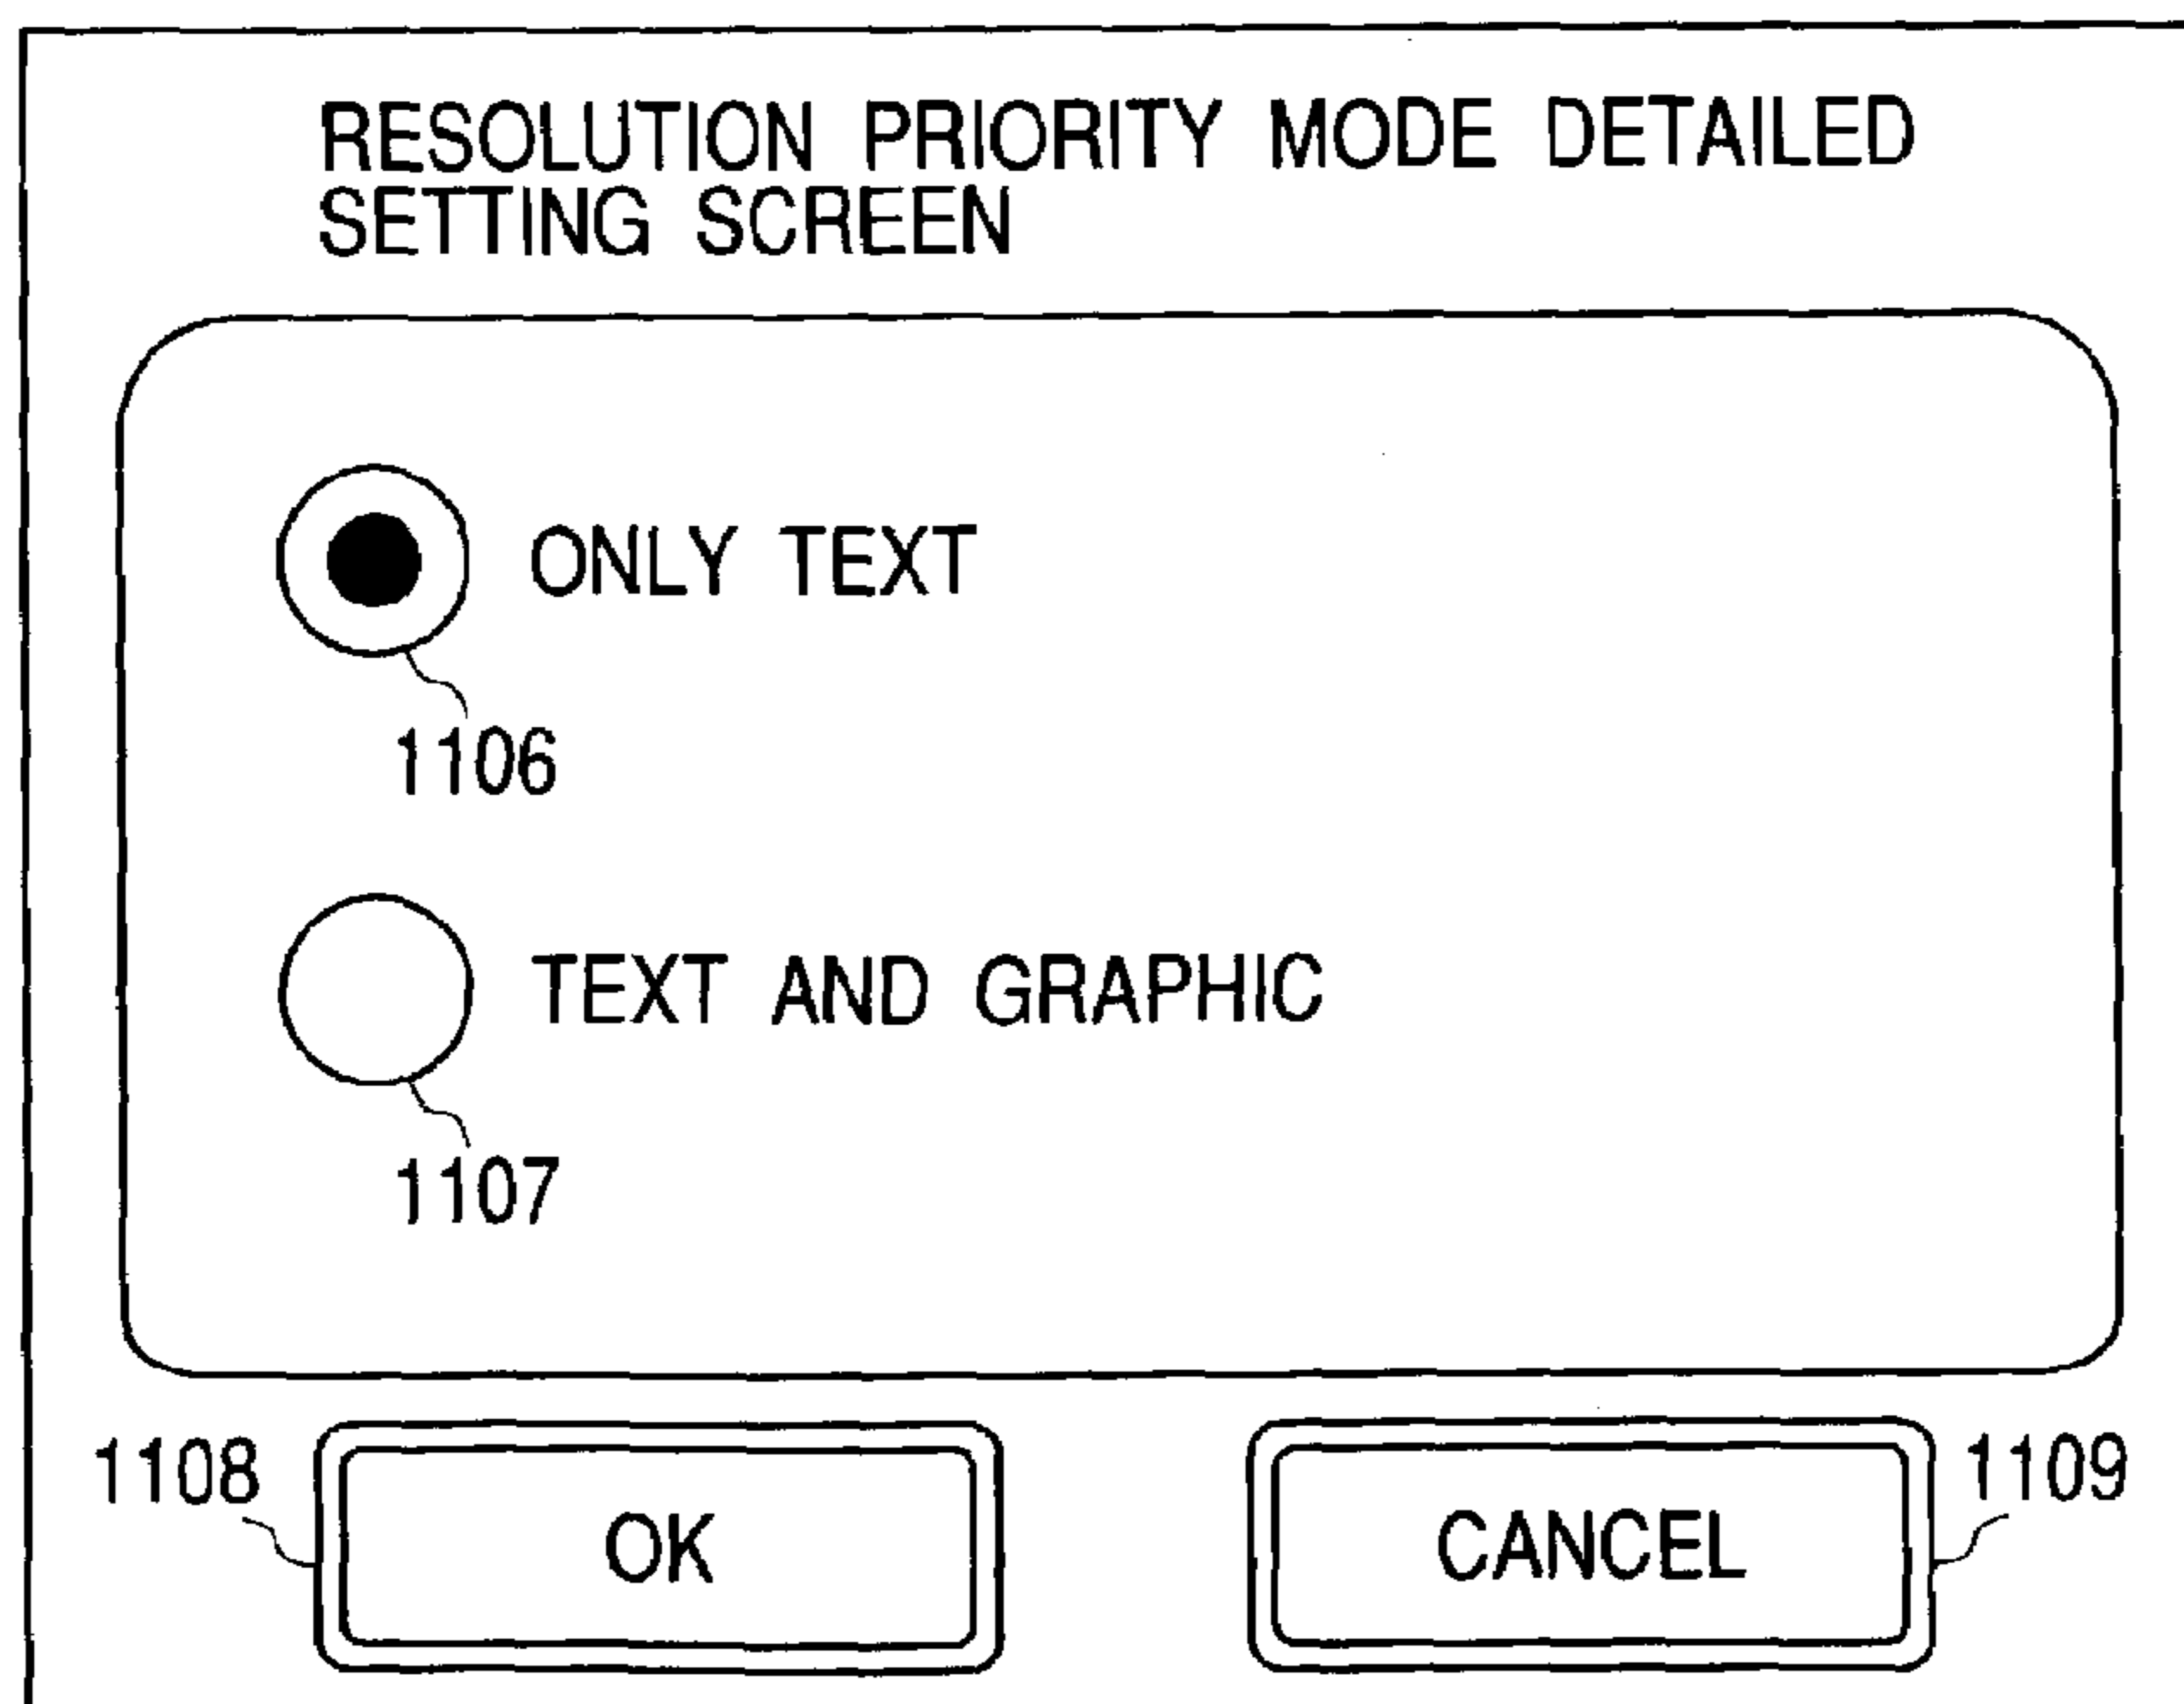 RESOLUTION PRIORITY MODE DETAILED
SETTING SCREEN
ONLY TEXT
1106
TEXT AND GRAPHIC
1107
1108
OK
CANCEL
1109